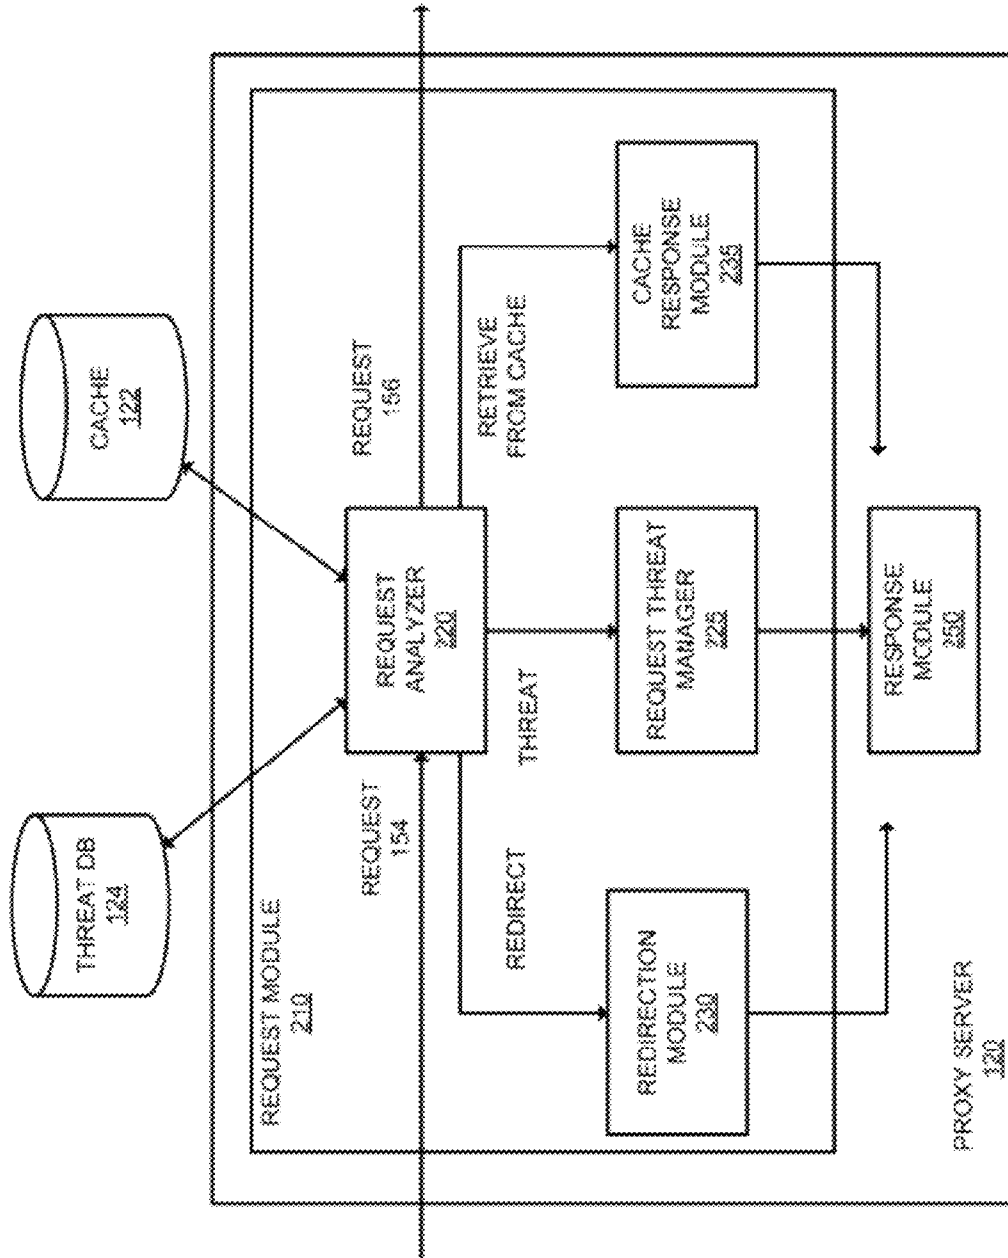 THREAT DB
124
CACHE
122
REQUEST MODULE
210
REQUEST
154
REQUEST
ANALYZER
220
REQUEST
156
REDIRECT
THREAT
RETRIEVE
FROM CACHE
REDIRECTION
MODULE
230
REQUEST THREAT
MANAGER
225
CACHE
RESPONSE
MODULE
235
RESPONSE
MODULE
250
PROXY SERVER
120